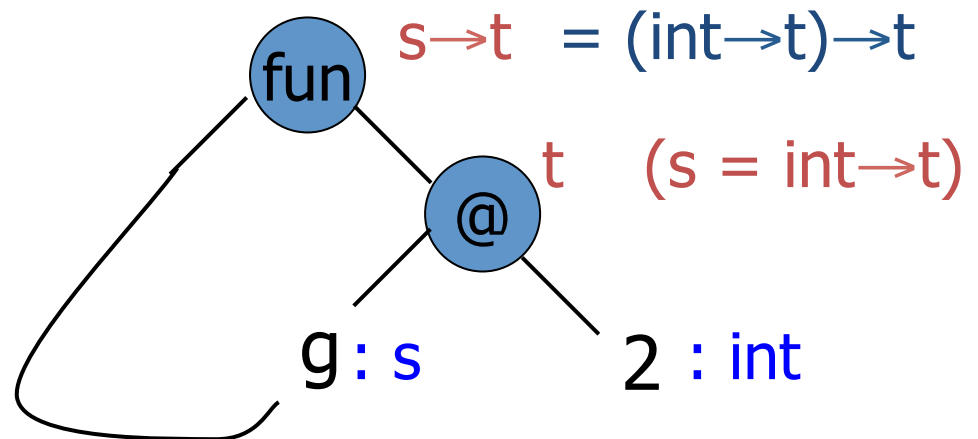 s→t = (int→t)→t
fun
t (s = int→t)
@
g : s 2 : int